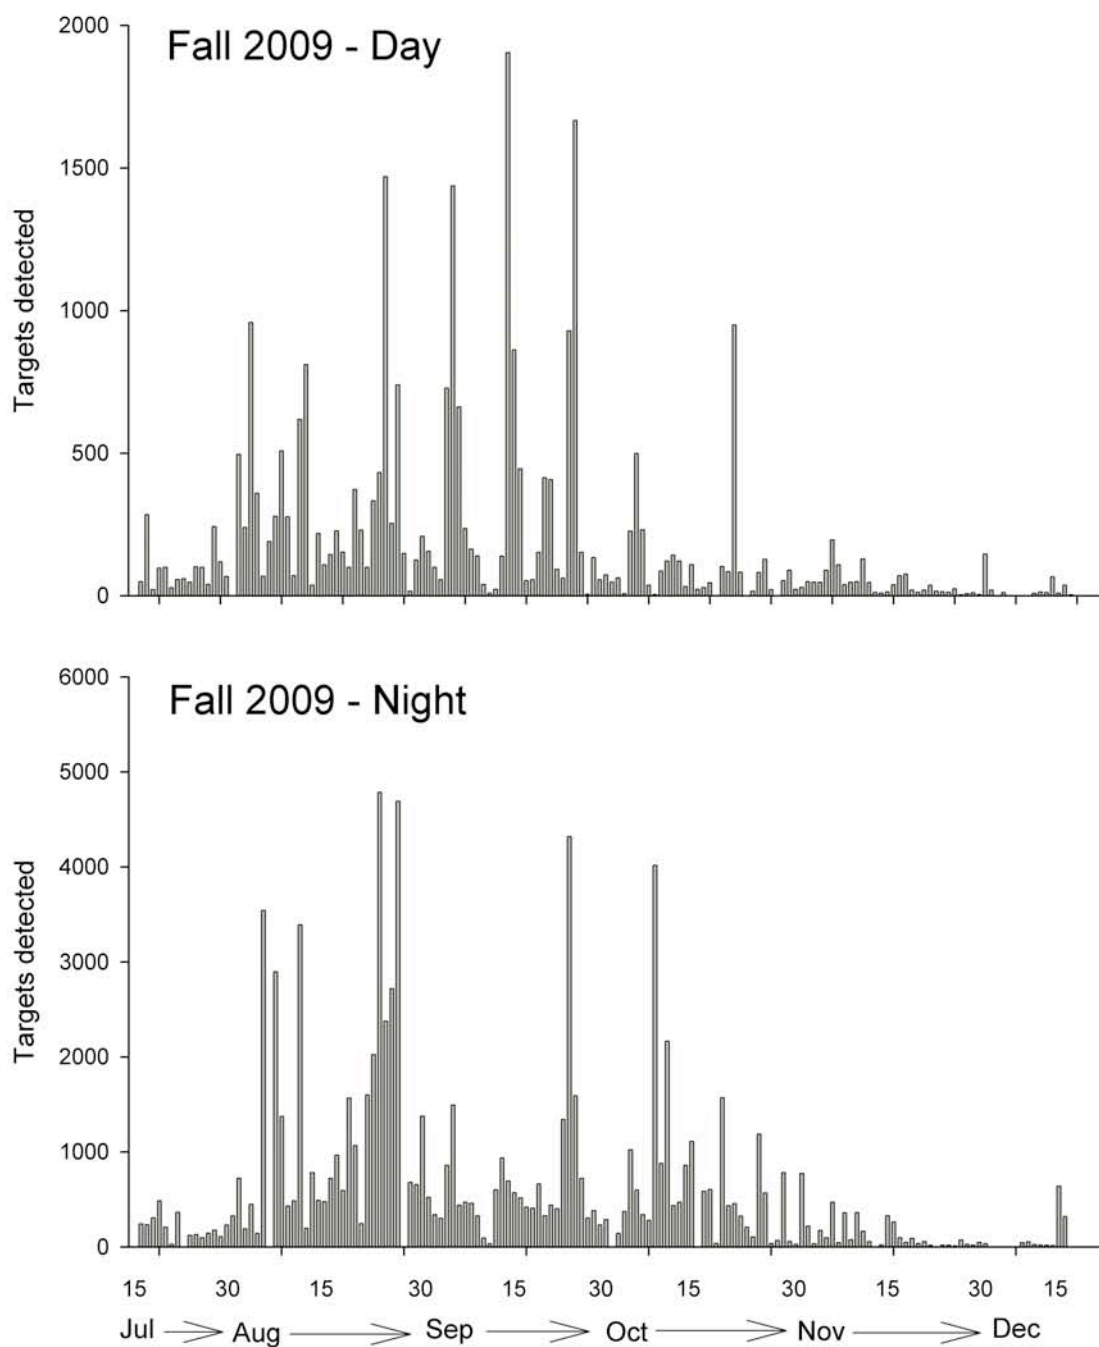 Fall 2009 - Day
Targets detected
2000
1500
1000
500
0
Fall 2009 - Night
Targets detected
6000
5000
4000
3000
2000
1000
0
15 30 15 30 15 30 15 30 15 30 15
Jul Aug Sep Oct Nov Dec